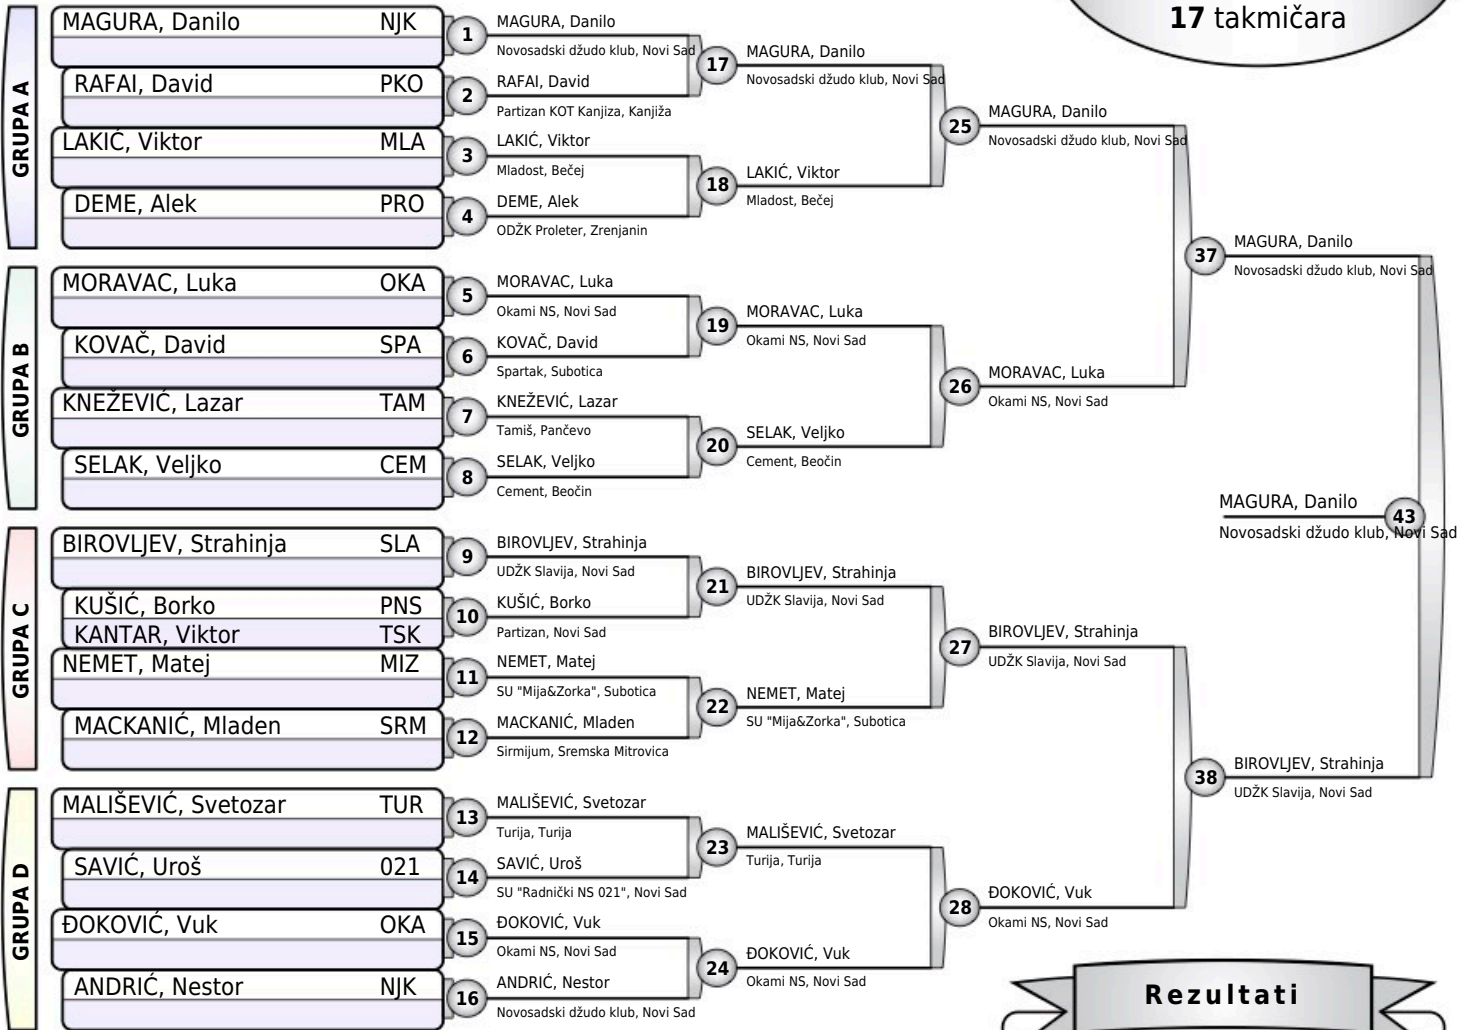 17 takmičara
GRUPA A
MAGURA, Danilo NJK
RAFAI, David PKO
LAKIĆ, Viktor MLA
DEME, Alek PRO
GRUPA B
MORAVAC, Luka OKA
KOVAČ, David SPA
KNEŽEVIĆ, Lazar TAM
SELAK, Veljko CEM
GRUPA C
BIROVLJEV, Strahinja SLA
KUŠIĆ, Borko PNS
KANTAR, Viktor TSK
NEMET, Matej MIZ
MACKANIĆ, Mladen SRM
GRUPA D
MALIŠEVIĆ, Svetozar TUR
SAVIĆ, Uroš 021
ĐOKOVIĆ, Vuk OKA
ANDRIĆ, Nestor NJK
1
MAGURA, Danilo
Novosadski džudo klub, Novi Sad
2
RAFAI, David
Partizan KOT Kanjiza, Kanjiža
3
LAKIĆ, Viktor
Mladost, Bečej
4
DEME, Alek
ODŽK Proleter, Zrenjanin
5
MORAVAC, Luka
Okami NS, Novi Sad
6
KOVAČ, David
Spartak, Subotica
7
KNEŽEVIĆ, Lazar
Tamiš, Pančevo
8
SELAK, Veljko
Cement, Beočin
9
BIROVLJEV, Strahinja
UDŽK Slavija, Novi Sad
10
KUŠIĆ, Borko
Partizan, Novi Sad
11
NEMET, Matej
SU "Mija&Zorka", Subotica
12
MACKANIĆ, Mladen
Sirmijum, Sremska Mitrovica
13
MALIŠEVIĆ, Svetozar
Turija, Turija
14
SAVIĆ, Uroš
SU "Radnički NS 021", Novi Sad
15
ĐOKOVIĆ, Vuk
Okami NS, Novi Sad
16
ANDRIĆ, Nestor
Novosadski džudo klub, Novi Sad
17
MAGURA, Danilo
Novosadski džudo klub, Novi Sad
18
LAKIĆ, Viktor
Mladost, Bečej
19
MORAVAC, Luka
Okami NS, Novi Sad
20
SELAK, Veljko
Cement, Beočin
21
BIROVLJEV, Strahinja
UDŽK Slavija, Novi Sad
22
NEMET, Matej
SU "Mija&Zorka", Subotica
23
MALIŠEVIĆ, Svetozar
Turija, Turija
24
ĐOKOVIĆ, Vuk
Okami NS, Novi Sad
25
MAGURA, Danilo
Novosadski džudo klub, Novi Sad
26
MORAVAC, Luka
Okami NS, Novi Sad
27
BIROVLJEV, Strahinja
UDŽK Slavija, Novi Sad
28
ĐOKOVIĆ, Vuk
Okami NS, Novi Sad
37
MAGURA, Danilo
Novosadski džudo klub, Novi Sad
38
BIROVLJEV, Strahinja
UDŽK Slavija, Novi Sad
43
MAGURA, Danilo
Novosadski džudo klub, Novi Sad
Rezultati